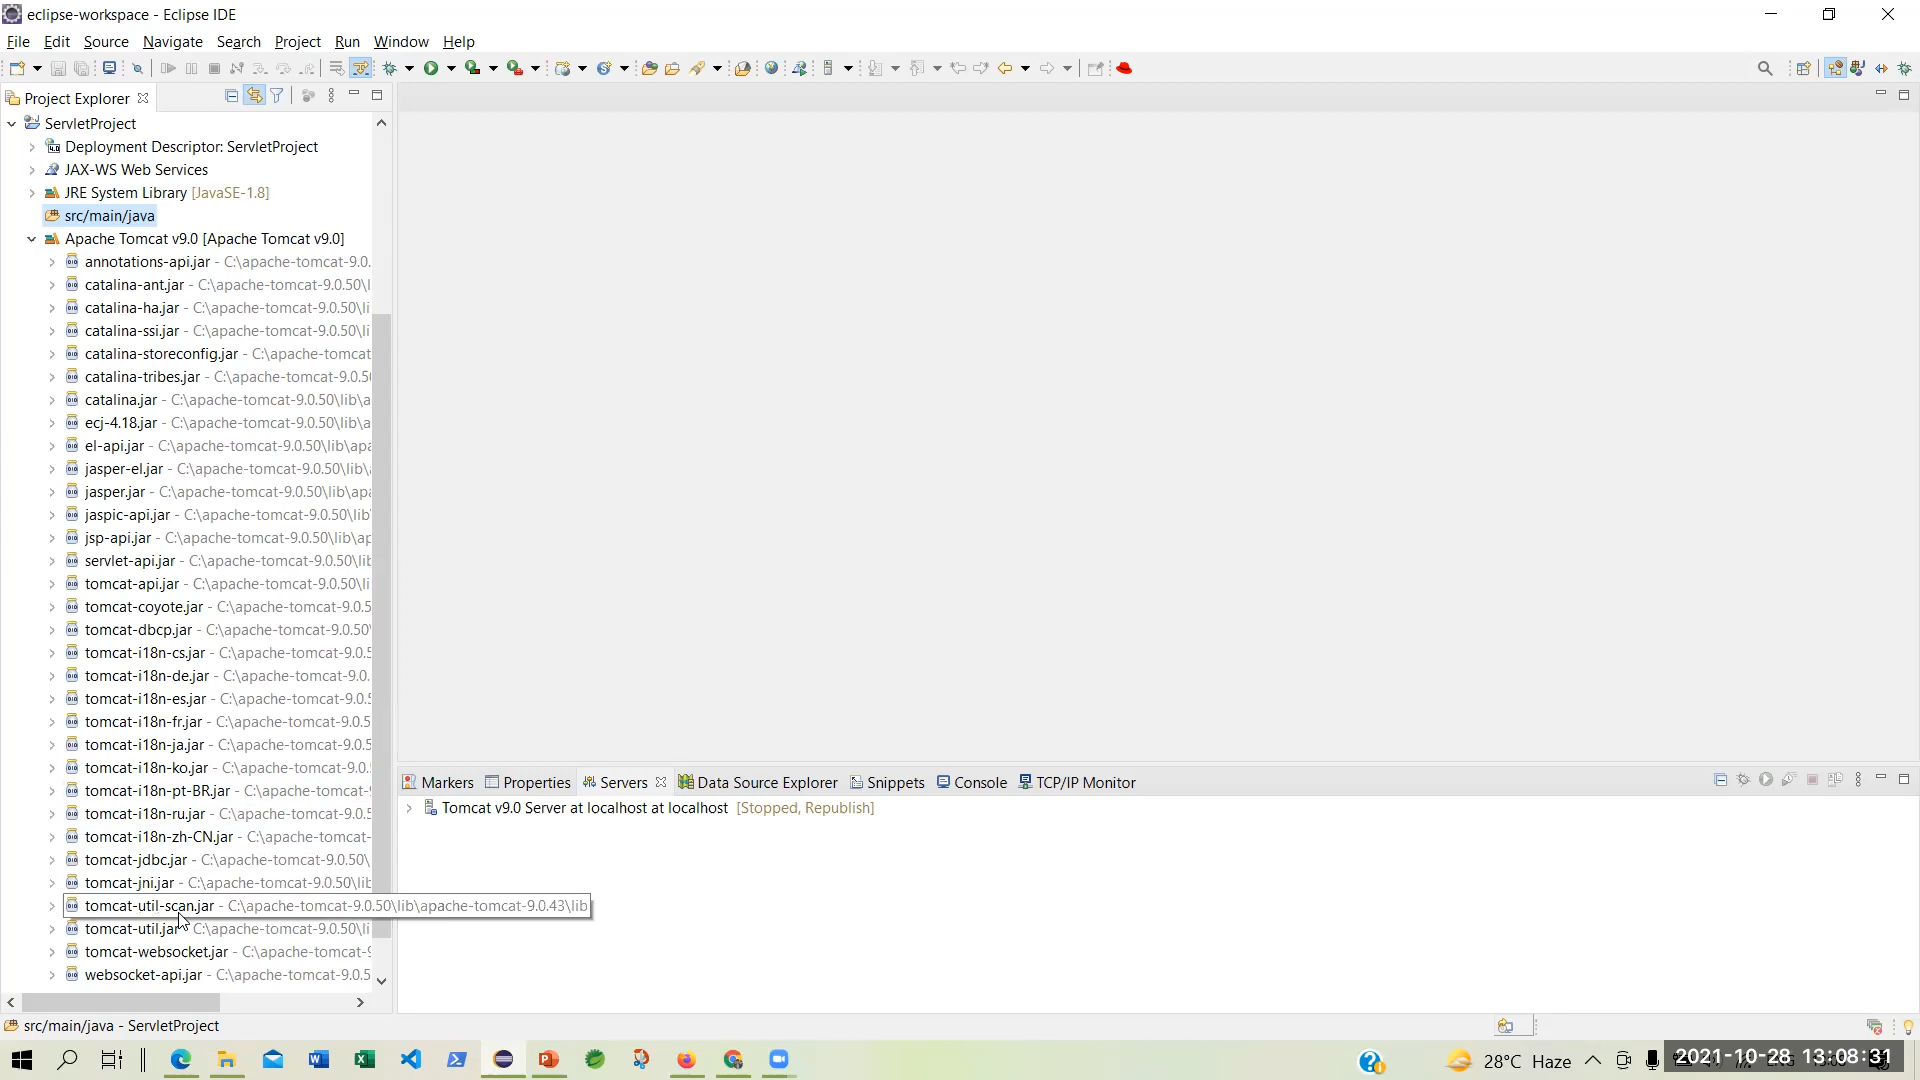 eclipse-workspace - Eclipse IDE
File Edit Source Navigate Search Project Run Window Help
Project Explorer
ServletProject
Deployment Descriptor: ServletProject
JAX-WS Web Services
JRE System Library [JavaSE-1.8]
src/main/java
Apache Tomcat v9.0 [Apache Tomcat v9.0]
annotations-api.jar - C:\apache-tomcat-9.0.
catalina-ant.jar - C:\apache-tomcat-9.0.50\l
catalina-ha.jar - C:\apache-tomcat-9.0.50\li
catalina-ssi.jar - C:\apache-tomcat-9.0.50\li
catalina-storeconfig.jar - C:\apache-tomcat
catalina-tribes.jar - C:\apache-tomcat-9.0.50
catalina.jar - C:\apache-tomcat-9.0.50\lib\a
ecj-4.18.jar - C:\apache-tomcat-9.0.50\lib\a
el-api.jar - C:\apache-tomcat-9.0.50\lib\apa
jasper-el.jar - C:\apache-tomcat-9.0.50\lib\
jasper.jar - C:\apache-tomcat-9.0.50\lib\apa
jaspic-api.jar - C:\apache-tomcat-9.0.50\lib
jsp-api.jar - C:\apache-tomcat-9.0.50\lib\ap
servlet-api.jar - C:\apache-tomcat-9.0.50\lib
tomcat-api.jar - C:\apache-tomcat-9.0.50\li
tomcat-coyote.jar - C:\apache-tomcat-9.0.5
tomcat-dbcp.jar - C:\apache-tomcat-9.0.50\
tomcat-i18n-cs.jar - C:\apache-tomcat-9.0.5
tomcat-i18n-de.jar - C:\apache-tomcat-9.0.
tomcat-i18n-es.jar - C:\apache-tomcat-9.0.5
tomcat-i18n-fr.jar - C:\apache-tomcat-9.0.5
tomcat-i18n-ja.jar - C:\apache-tomcat-9.0.5
tomcat-i18n-ko.jar - C:\apache-tomcat-9.0.
tomcat-i18n-pt-BR.jar - C:\apache-tomcat-
tomcat-i18n-ru.jar - C:\apache-tomcat-9.0.5
tomcat-i18n-zh-CN.jar - C:\apache-tomcat-
tomcat-jdbc.jar - C:\apache-tomcat-9.0.50\
tomcat-jni.jar - C:\apache-tomcat-9.0.50\lib
tomcat-util-scan.jar - C:\apache-tomcat-9.0.50\lib\apache-tomcat-9.0.43\lib
tomcat-util.jar - C:\apache-tomcat-9.0.50\li
tomcat-websocket.jar - C:\apache-tomcat-9
websocket-api.jar - C:\apache-tomcat-9.0.5
Markers Properties Servers Data Source Explorer Snippets Console TCP/IP Monitor
Tomcat v9.0 Server at localhost at localhost [Stopped, Republish]
src/main/java - ServletProject
28°C Haze
2021-10-28 13:08:31